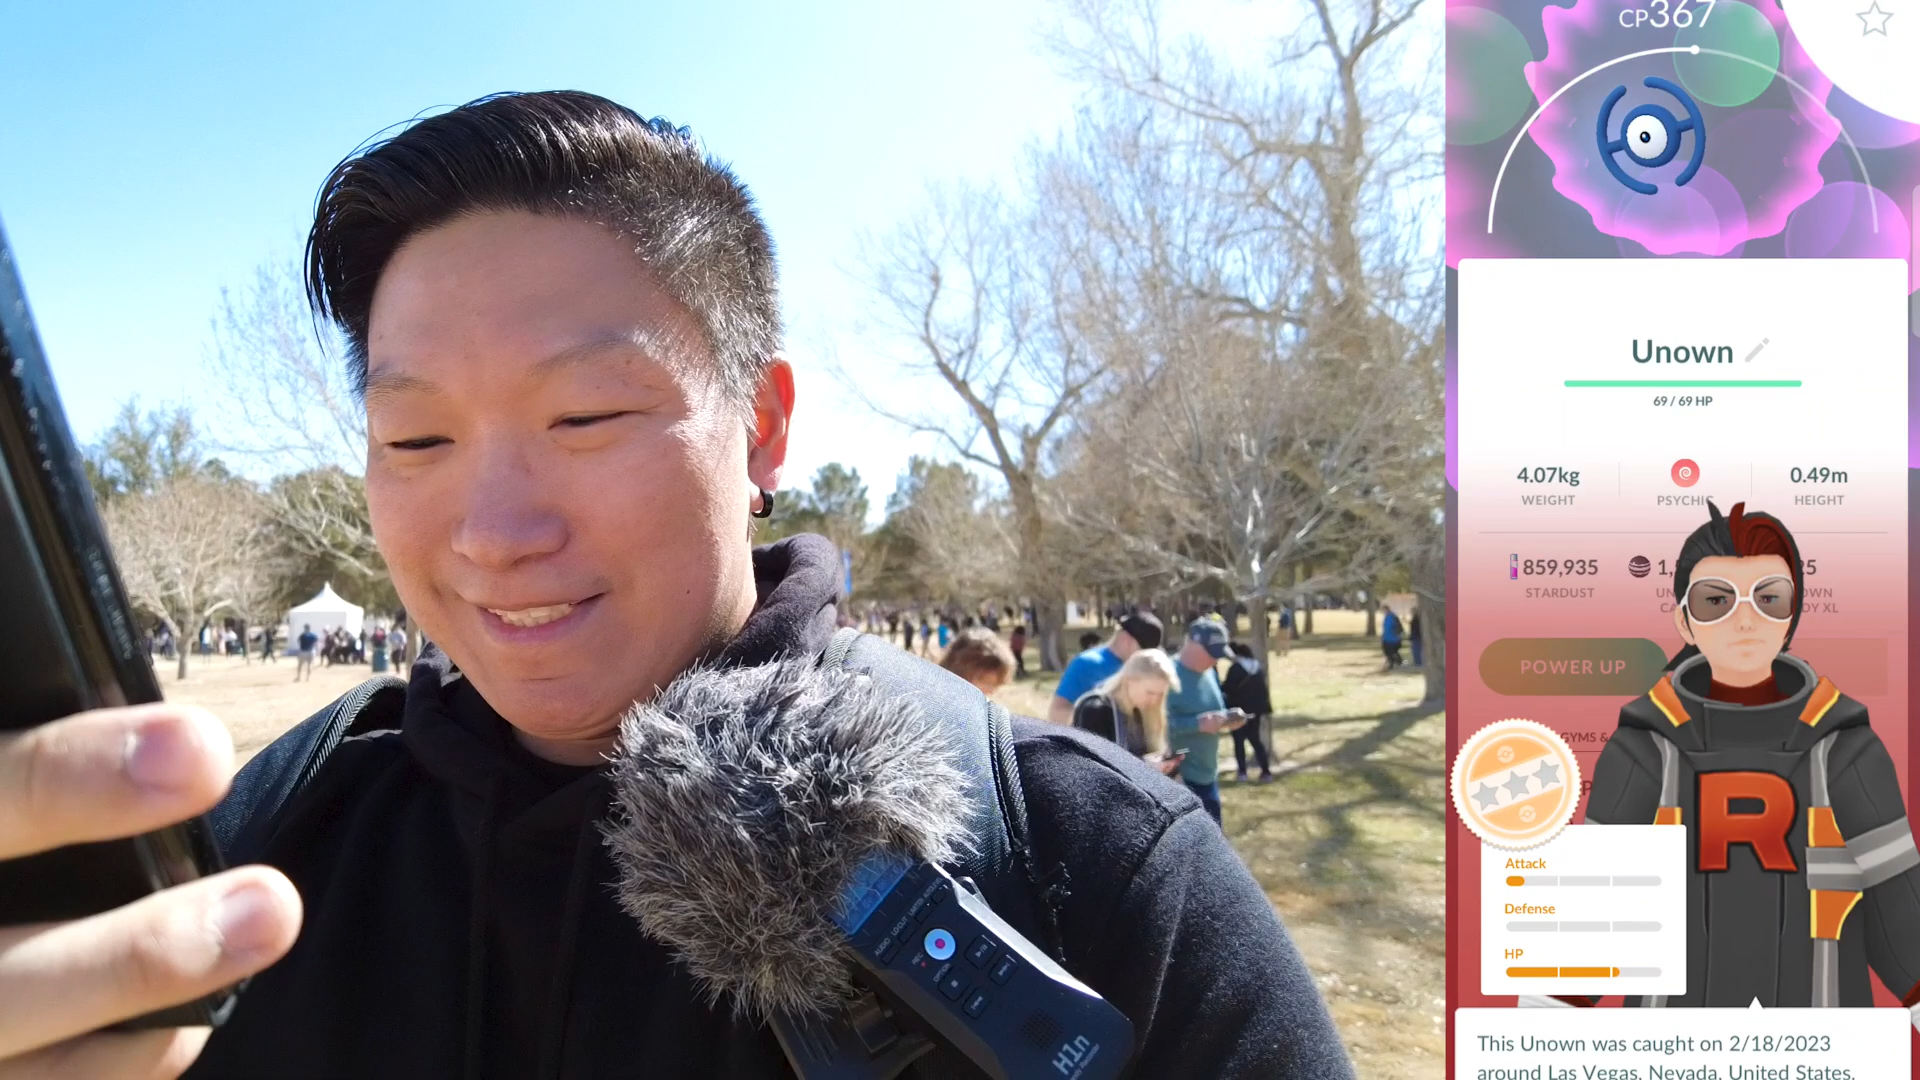 CP367
Unown
69 / 69 HP
4.07kg
WEIGHT
PSYCHIC
0.49m
HEIGHT
859,935
STARDUST
POWER UP
GYMS &
R
Attack
Defense
HP
This Unown was caught on 2/18/2023
around Las Vegas, Nevada, United States.
H1n